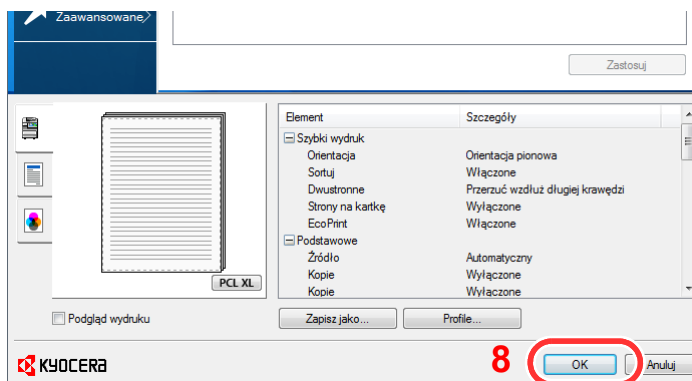 Zaawansowane
Zastosuj
Element Szczegóły
Szybki wydruk
Orientacja Orientacja pionowa
Sortuj Włączone
Dwustronne Przerzuć wzdłuż długiej krawędzi
Strony na kartkę Wyłączone
EcoPrint Włączone
Podstawowe
Źródło Automatyczny
Kopie Wyłączone
Kopie Wyłączone
PCL XL
Podgląd wydruku Zapisz jako... Profile...
KYOCERA 8 OK Anuluj